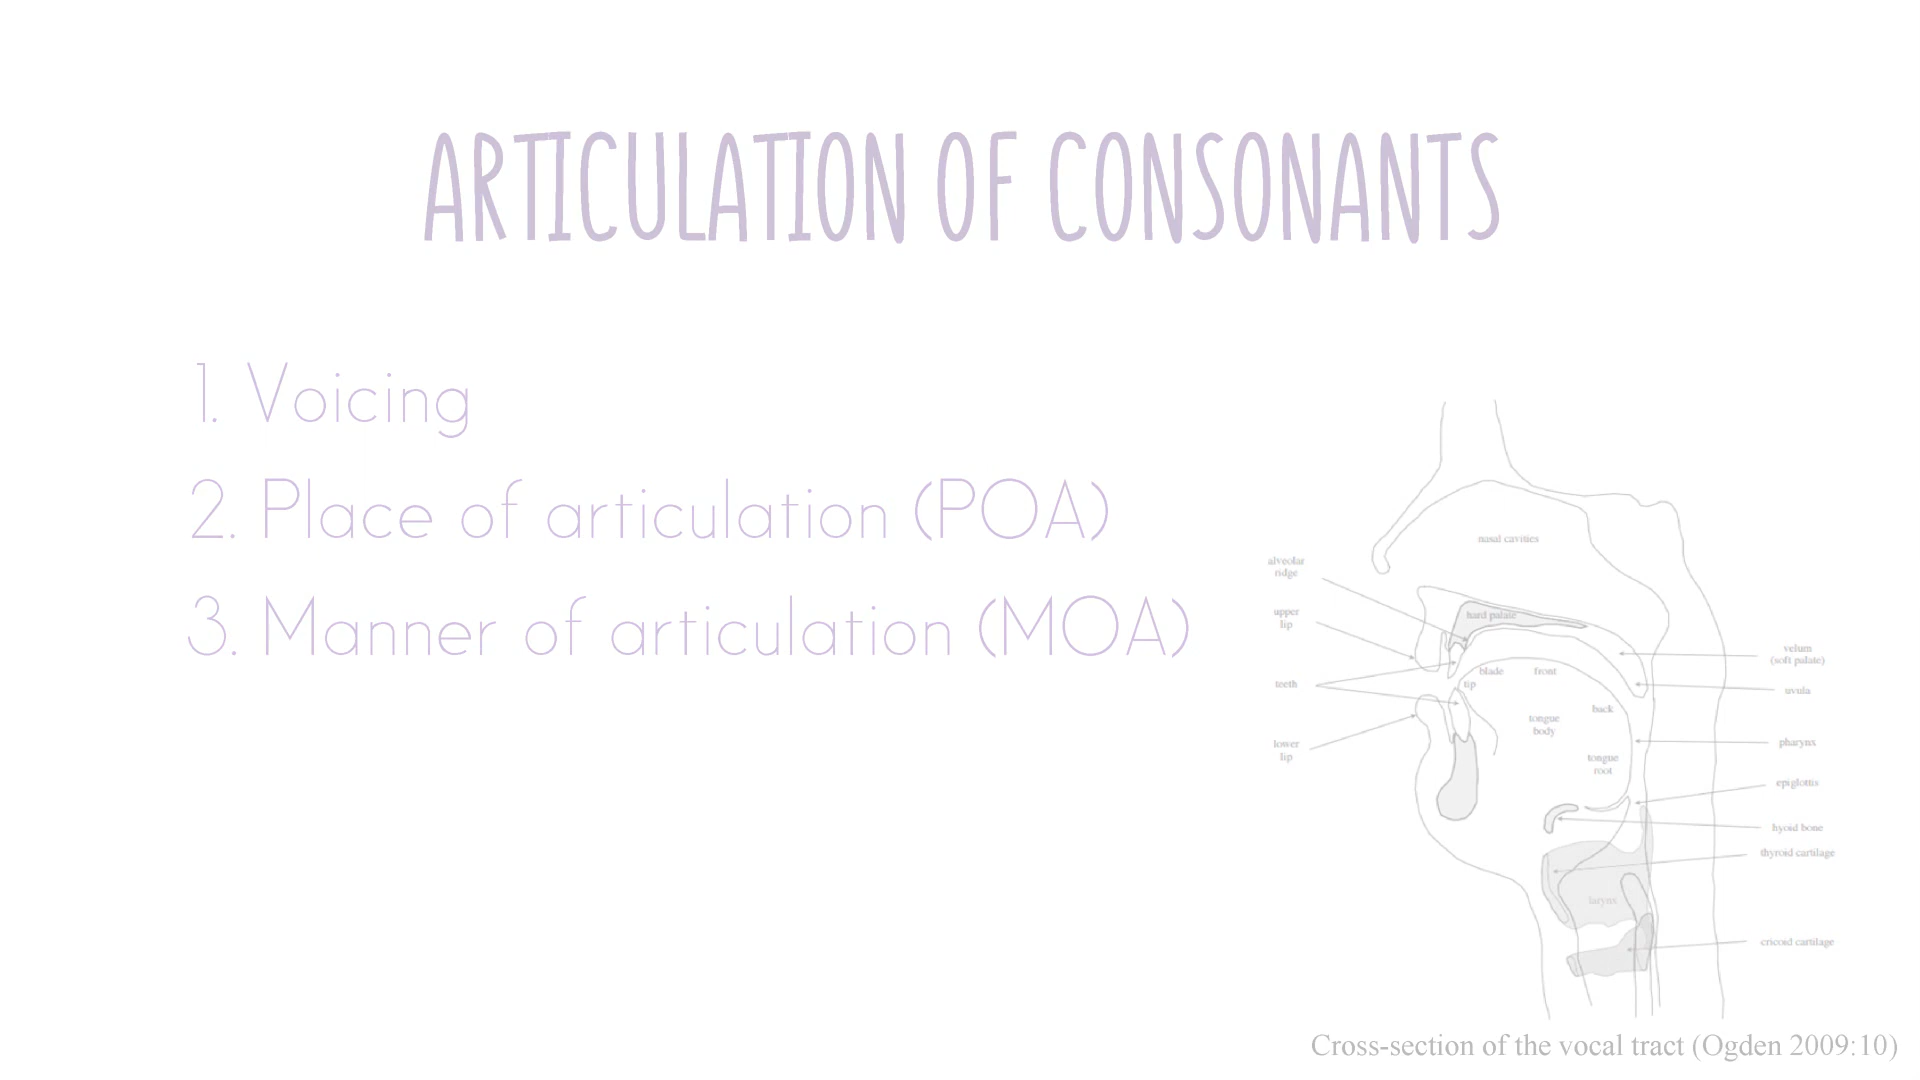 ARTICULATION OF CONSONANTS
1. Voicing
2. Place of articulation (POA)
3. Manner of articulation (MOA)
nasal cavities
alveolar
ridge
upper
lip
hard palate
teeth
blade
front
tip
back
tongue
body
tongue
root
lower
lip
velum
(soft palate)
uvula
pharynx
epiglottis
hyoid bone
thyroid cartilage
larynx
cricoid cartilage
Cross-section of the vocal tract (Ogden 2009:10)